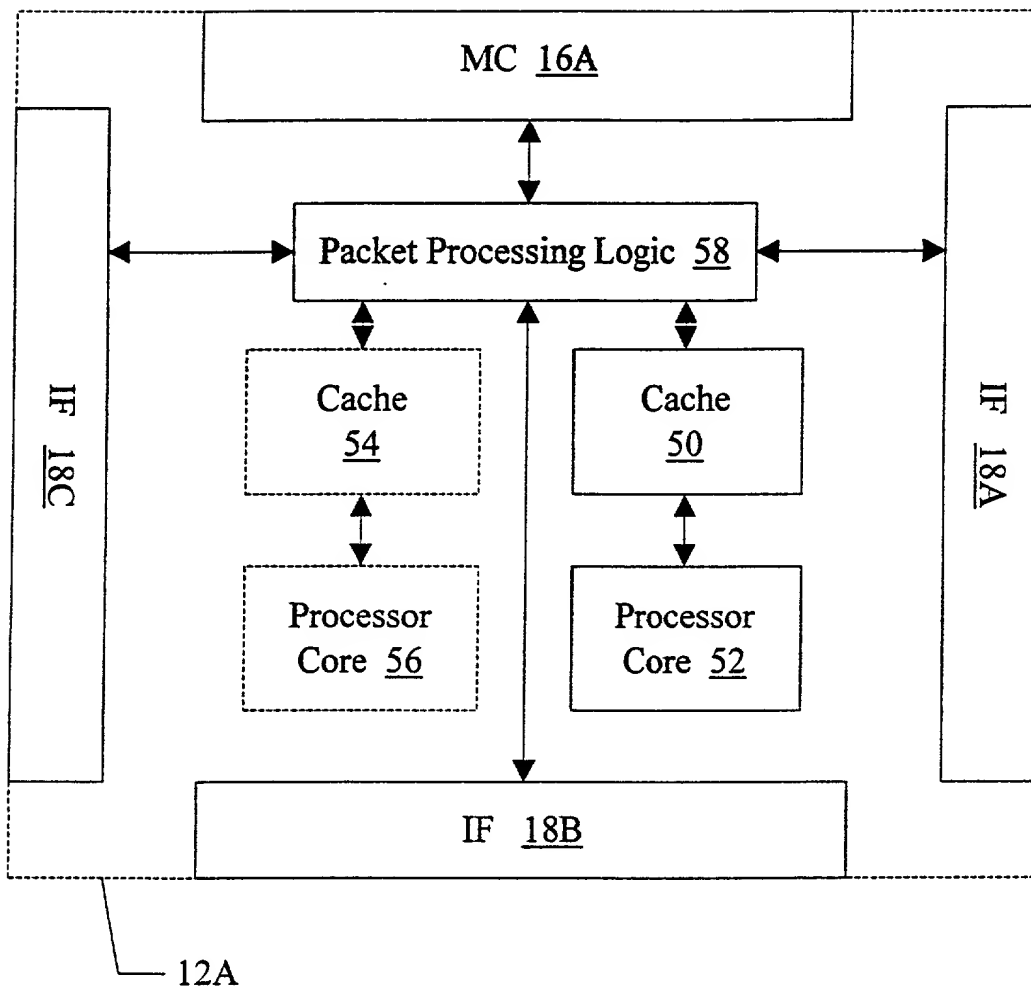 MC 16A
Packet Processing Logic 58
IF 18C
Cache
54
Cache
50
IF 18A
Processor
Core 56
Processor
Core 52
IF 18B
12A